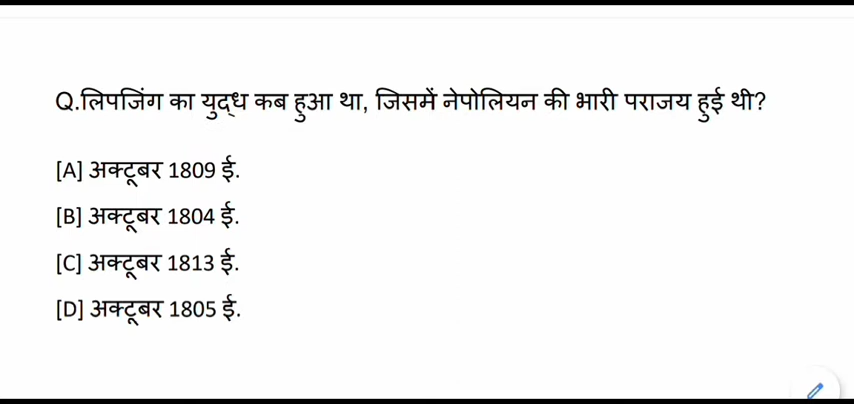 Q.लिपजिंग का युद्ध कब हुआ था, जिसमें नेपोलियन की भारी पराजय हुई थी?
[A] अक्टूबर 1809 ई.
[B] अक्टूबर 1804 ई.
[C] अक्टूबर 1813 ई.
[D] अक्टूबर 1805 ई.